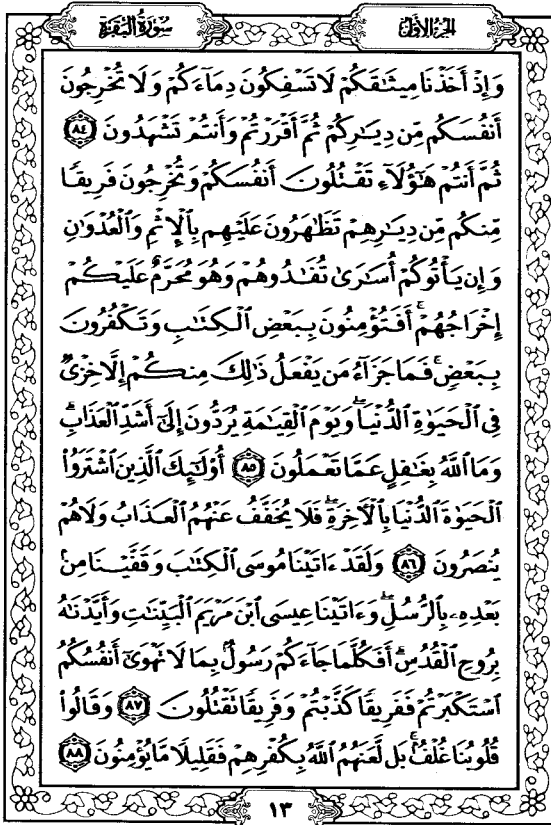 سُورَةُ البَقَرَةِ
الجُزءُ الأوَّلُ
وَإِذْ أَخَذْنَا مِيثَٰقَكُمْ لَا تَسْفِكُونَ دِمَآءَكُمْ وَلَا تُخْرِجُونَ
أَنفُسَكُم مِّن دِيَٰرِكُمْ ثُمَّ أَقْرَرْتُمْ وَأَنتُمْ تَشْهَدُونَ ٨٤
ثُمَّ أَنتُمْ هَٰٓؤُلَآءِ تَقْتُلُونَ أَنفُسَكُمْ وَتُخْرِجُونَ فَرِيقًا
مِّنكُم مِّن دِيَٰرِهِمْ تَظَٰهَرُونَ عَلَيْهِم بِٱلْإِثْمِ وَٱلْعُدْوَٰنِ
وَإِن يَأْتُوكُمْ أُسَٰرَىٰ تُفَٰدُوهُمْ وَهُوَ مُحَرَّمٌ عَلَيْكُمْ
إِخْرَاجُهُمْ ۚ أَفَتُؤْمِنُونَ بِبَعْضِ ٱلْكِتَٰبِ وَتَكْفُرُونَ
بِبَعْضٍ ۚ فَمَا جَزَآءُ مَن يَفْعَلُ ذَٰلِكَ مِنكُمْ إِلَّا خِزْىٌ
فِى ٱلْحَيَوٰةِ ٱلدُّنْيَا ۖ وَيَوْمَ ٱلْقِيَٰمَةِ يُرَدُّونَ إِلَىٰٓ أَشَدِّ ٱلْعَذَابِ ۗ
وَمَا ٱللَّهُ بِغَٰفِلٍ عَمَّا تَعْمَلُونَ ٨٥ أُو۟لَٰٓئِكَ ٱلَّذِينَ ٱشْتَرَوُا۟
ٱلْحَيَوٰةَ ٱلدُّنْيَا بِٱلْءَاخِرَةِ ۖ فَلَا يُخَفَّفُ عَنْهُمُ ٱلْعَذَابُ وَلَا هُمْ
يُنصَرُونَ ٨٦ وَلَقَدْ ءَاتَيْنَا مُوسَى ٱلْكِتَٰبَ وَقَفَّيْنَا مِنۢ
بَعْدِهِۦ بِٱلرُّسُلِ ۖ وَءَاتَيْنَا عِيسَى ٱبْنَ مَرْيَمَ ٱلْبَيِّنَٰتِ وَأَيَّدْنَٰهُ
بِرُوحِ ٱلْقُدُسِ ۗ أَفَكُلَّمَا جَآءَكُمْ رَسُولٌۢ بِمَا لَا تَهْوَىٰٓ أَنفُسُكُمُ
ٱسْتَكْبَرْتُمْ فَفَرِيقًا كَذَّبْتُمْ وَفَرِيقًا تَقْتُلُونَ ٨٧ وَقَالُوا۟
قُلُوبُنَا غُلْفٌۢ ۚ بَل لَّعَنَهُمُ ٱللَّهُ بِكُفْرِهِمْ فَقَلِيلًا مَّا يُؤْمِنُونَ ٨٨
١٣